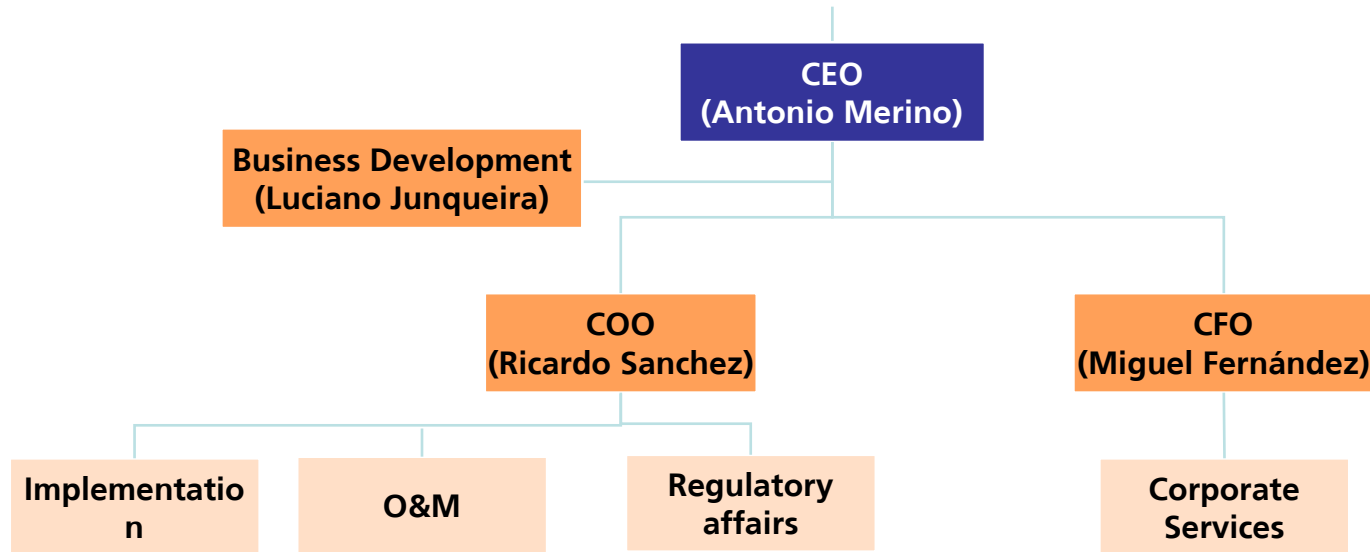 CEO
(Antonio Merino)
Business Development
(Luciano Junqueira)
COO
(Ricardo Sanchez)
CFO
(Miguel Fernández)
Implementatio
n
O&M
Regulatory
affairs
Corporate
Services